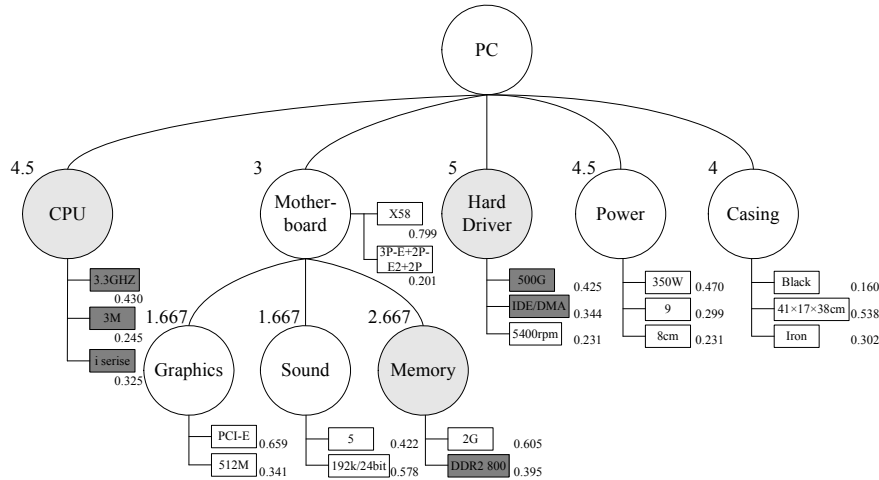 PC
4.5
3
5
4.5
4
CPU
Mother-
board
Hard
Driver
Power
Casing
X58
0.799
3P-E+2P-
E2+2P
0.201
3.3GHZ
0.430
3M
0.245
i serise
0.325
500G
0.425
IDE/DMA
0.344
5400rpm
0.231
350W
0.470
9
0.299
8cm
0.231
Black
0.160
41×17×38cm
0.538
Iron
0.302
1.667
1.667
2.667
Graphics
Sound
Memory
PCI-E
0.659
512M
0.341
5
0.422
192k/24bit
0.578
2G
0.605
DDR2 800
0.395